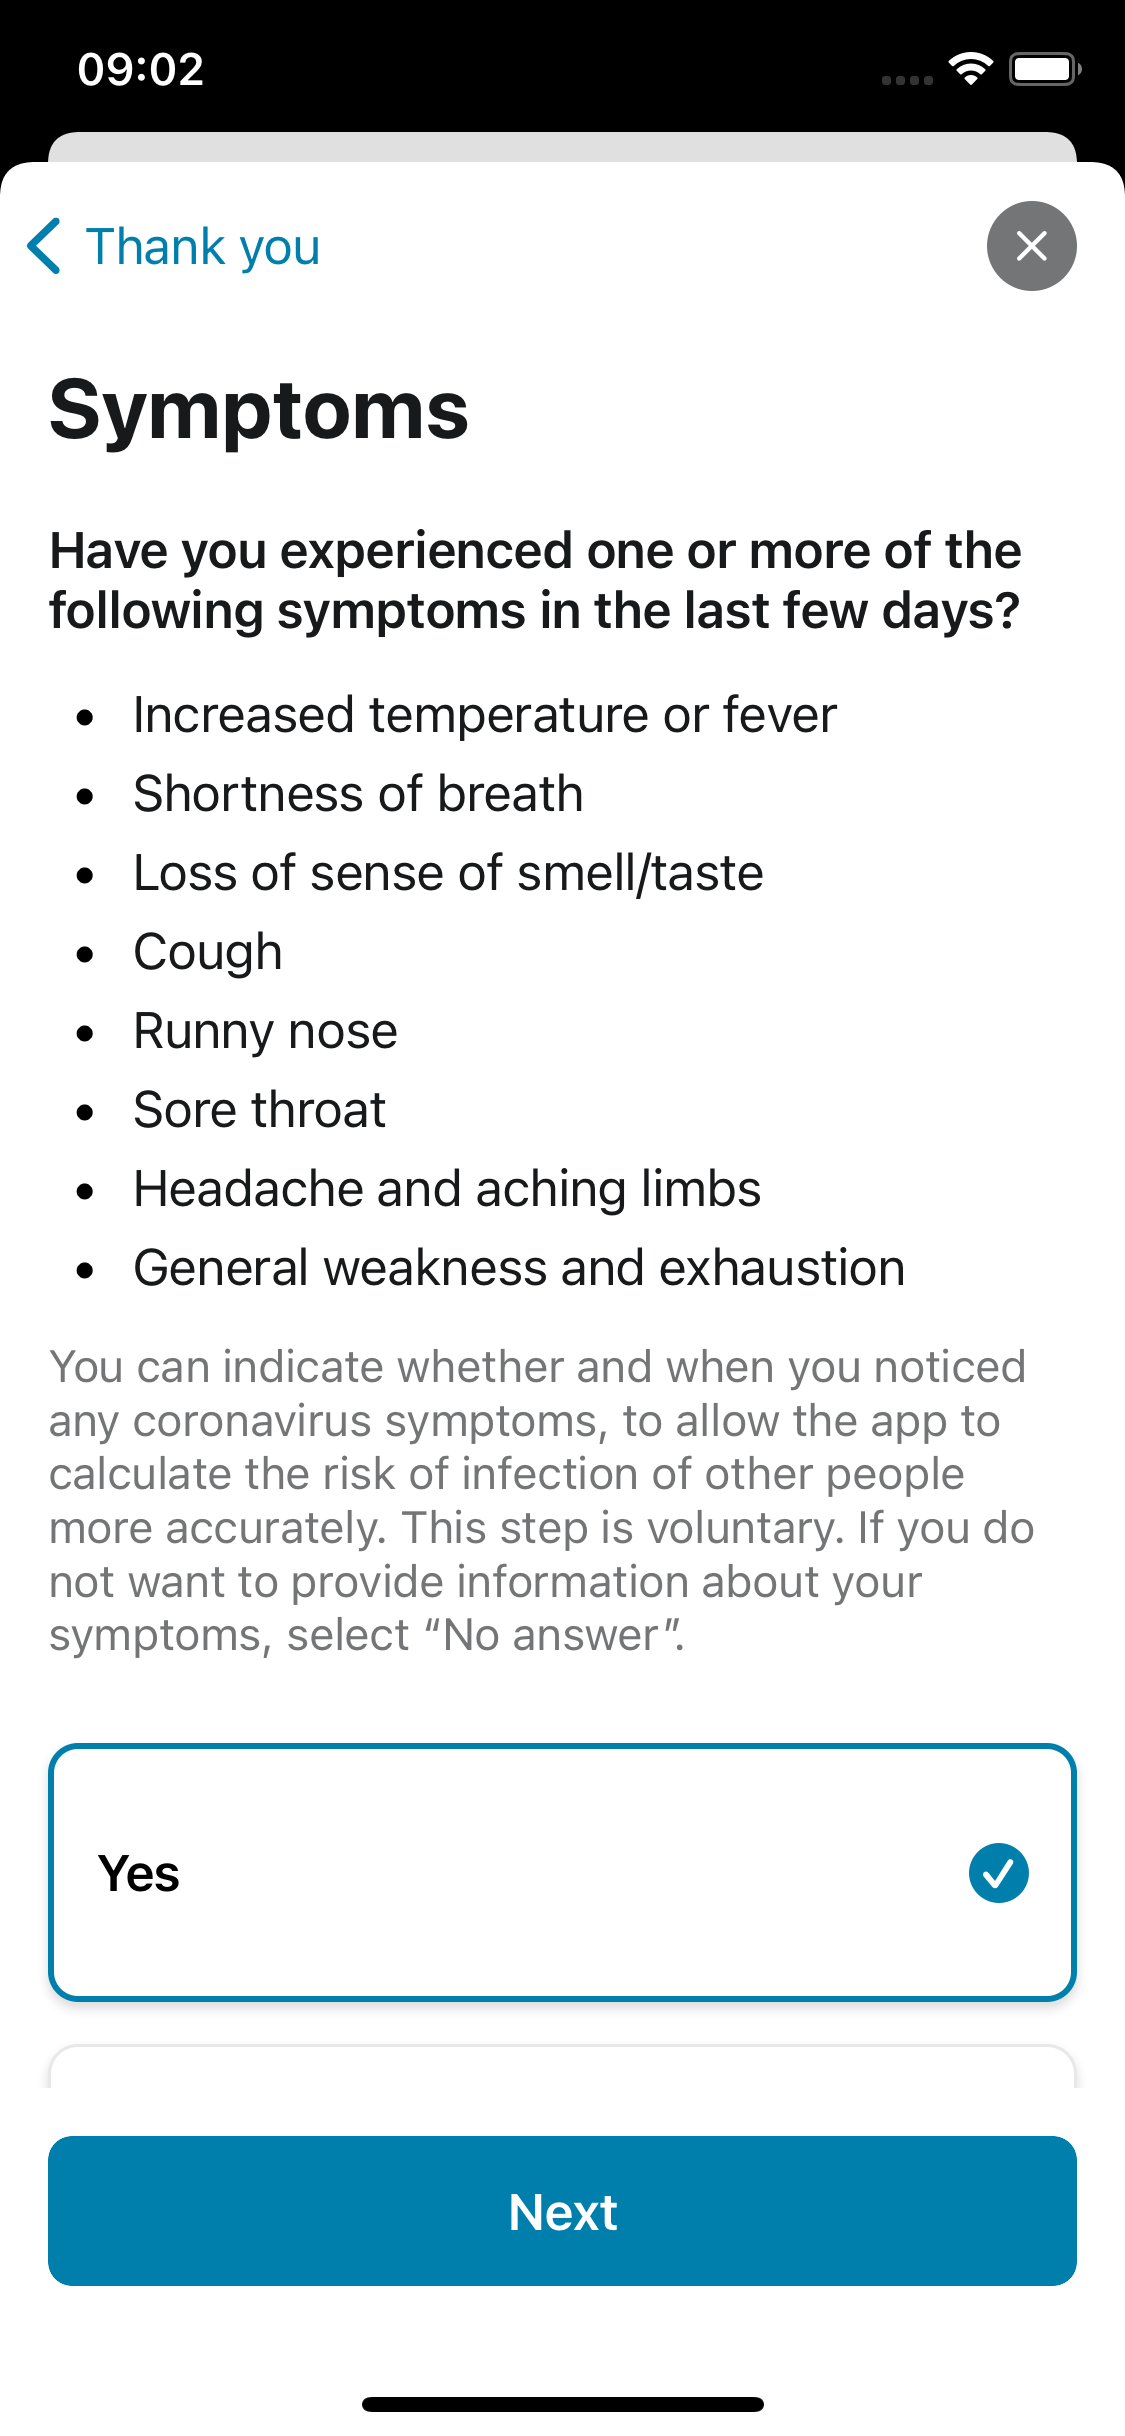 09:02
Thank you
Symptoms
Have you experienced one or more of the
following symptoms in the last few days?
• Increased temperature or fever
• Shortness of breath
• Loss of sense of smell/taste
• Cough
• Runny nose
• Sore throat
• Headache and aching limbs
• General weakness and exhaustion
You can indicate whether and when you noticed
any coronavirus symptoms, to allow the app to
calculate the risk of infection of other people
more accurately. This step is voluntary. If you do
not want to provide information about your
symptoms, select “No answer”.
Yes
Next